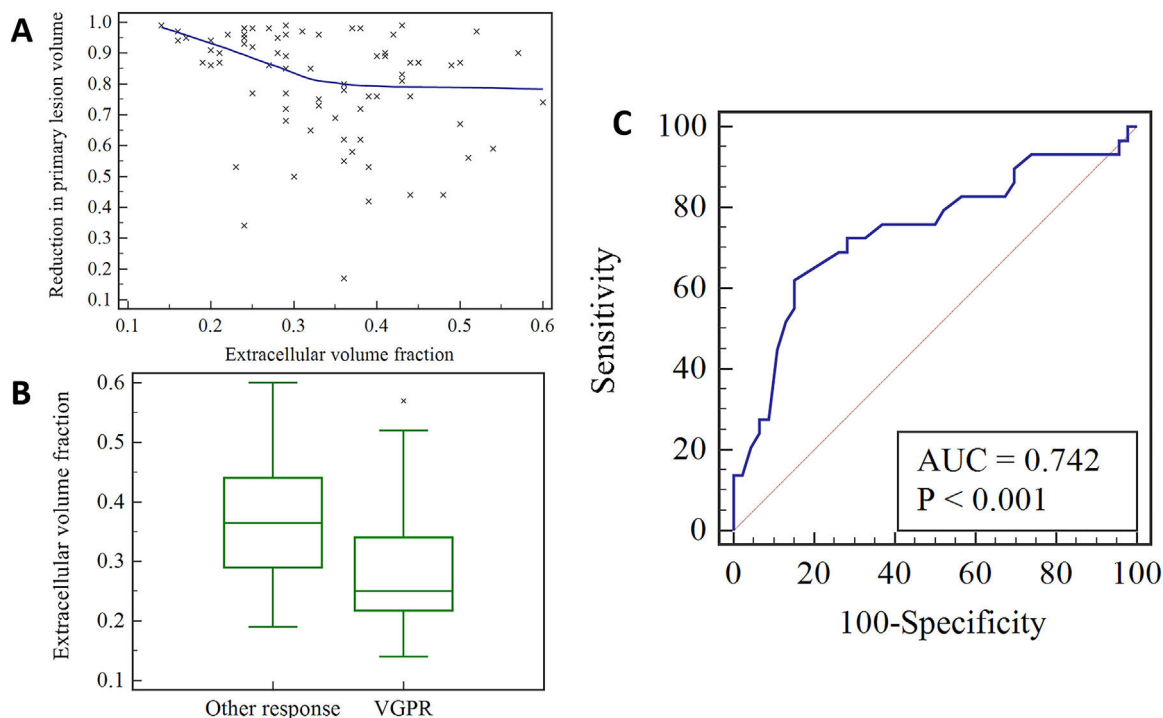 A
Reduction in primary lesion volume
1.0
0.9
0.8
0.7
0.6
0.5
0.4
0.3
0.2
0.1
0.1 0.2 0.3 0.4 0.5 0.6
Extracellular volume fraction
B
Extracellular volume fraction
0.6
0.5
0.4
0.3
0.2
0.1
Other response VGPR
C
Sensitivity
100
80
60
40
20
0
AUC = 0.742
P < 0.001
0 20 40 60 80 100
100-Specificity